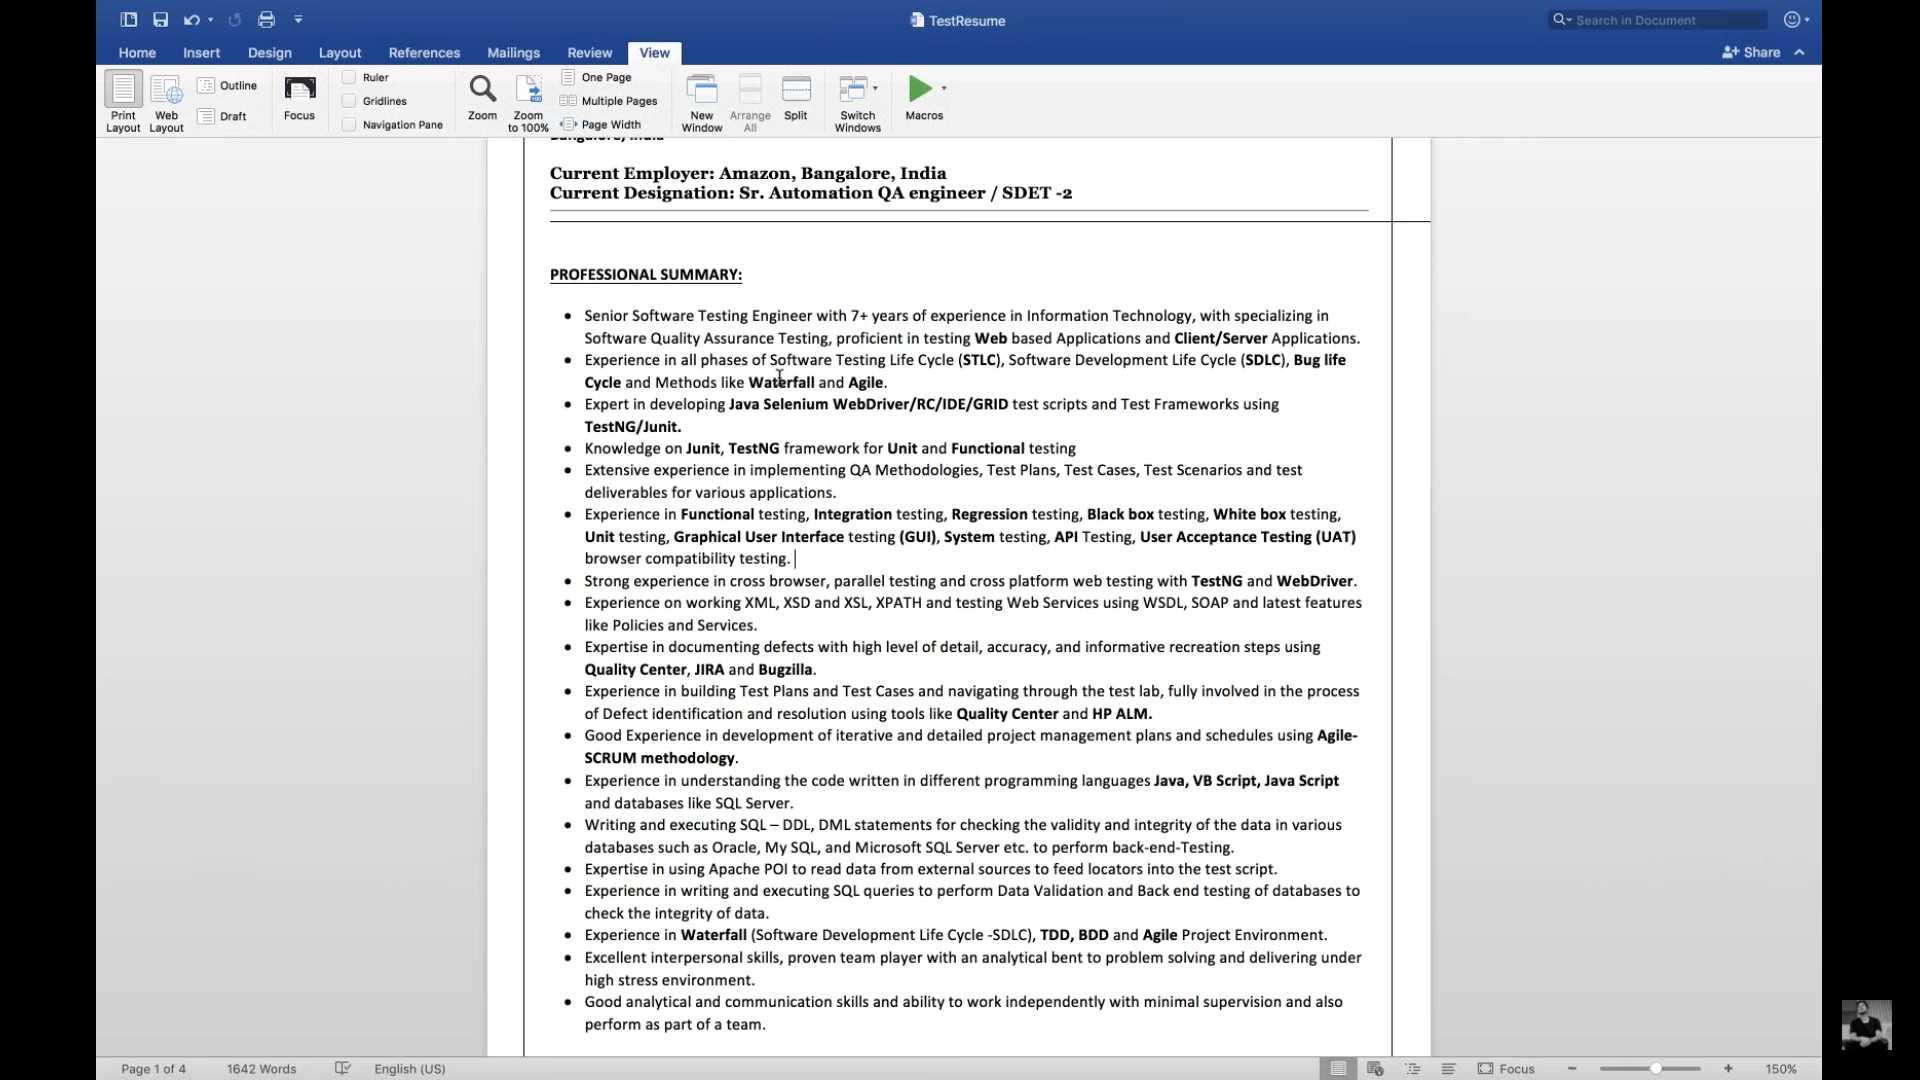 TestResume
Search in Document
Home Insert Design Layout References Mailings Review View
Share
Print Layout
Web Layout
Outline
Draft
Focus
Ruler
Gridlines
Navigation Pane
Zoom
Zoom to 100%
One Page
Multiple Pages
Page Width
New Window
Arrange All
Split
Switch Windows
Macros
Bangalore, India
Current Employer: Amazon, Bangalore, India
Current Designation: Sr. Automation QA engineer / SDET -2
PROFESSIONAL SUMMARY:
• Senior Software Testing Engineer with 7+ years of experience in Information Technology, with specializing in
Software Quality Assurance Testing, proficient in testing Web based Applications and Client/Server Applications.
• Experience in all phases of Software Testing Life Cycle (STLC), Software Development Life Cycle (SDLC), Bug life
Cycle and Methods like Waterfall and Agile.
• Expert in developing Java Selenium WebDriver/RC/IDE/GRID test scripts and Test Frameworks using
TestNG/Junit.
• Knowledge on Junit, TestNG framework for Unit and Functional testing
• Extensive experience in implementing QA Methodologies, Test Plans, Test Cases, Test Scenarios and test
deliverables for various applications.
• Experience in Functional testing, Integration testing, Regression testing, Black box testing, White box testing,
Unit testing, Graphical User Interface testing (GUI), System testing, API Testing, User Acceptance Testing (UAT)
browser compatibility testing.
• Strong experience in cross browser, parallel testing and cross platform web testing with TestNG and WebDriver.
• Experience on working XML, XSD and XSL, XPATH and testing Web Services using WSDL, SOAP and latest features
like Policies and Services.
• Expertise in documenting defects with high level of detail, accuracy, and informative recreation steps using
Quality Center, JIRA and Bugzilla.
• Experience in building Test Plans and Test Cases and navigating through the test lab, fully involved in the process
of Defect identification and resolution using tools like Quality Center and HP ALM.
• Good Experience in development of iterative and detailed project management plans and schedules using Agile-
SCRUM methodology.
• Experience in understanding the code written in different programming languages Java, VB Script, Java Script
and databases like SQL Server.
• Writing and executing SQL – DDL, DML statements for checking the validity and integrity of the data in various
databases such as Oracle, My SQL, and Microsoft SQL Server etc. to perform back-end-Testing.
• Expertise in using Apache POI to read data from external sources to feed locators into the test script.
• Experience in writing and executing SQL queries to perform Data Validation and Back end testing of databases to
check the integrity of data.
• Experience in Waterfall (Software Development Life Cycle -SDLC), TDD, BDD and Agile Project Environment.
• Excellent interpersonal skills, proven team player with an analytical bent to problem solving and delivering under
high stress environment.
• Good analytical and communication skills and ability to work independently with minimal supervision and also
perform as part of a team.
Page 1 of 4 1642 Words English (US) Focus 150%